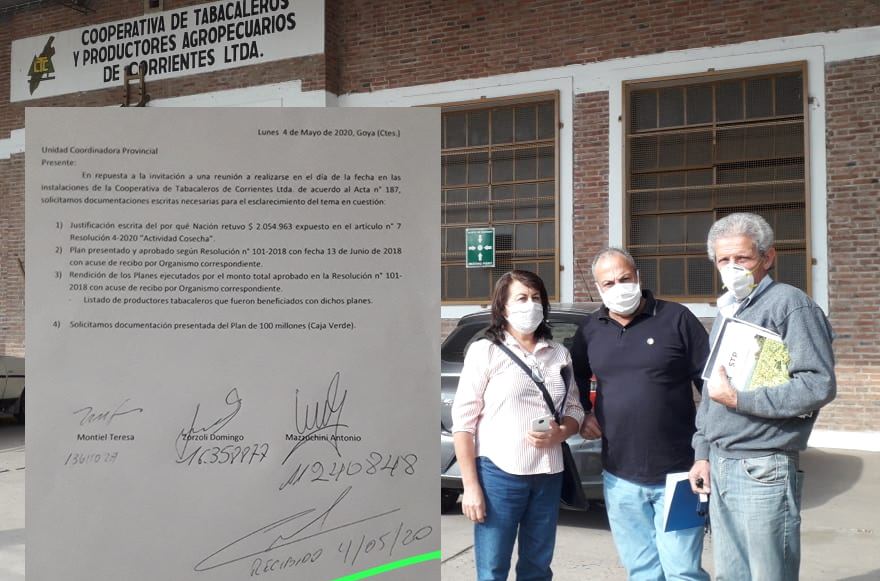 COOPERATIVA DE TABACALEROS
Y PRODUCTORES AGROPECUARIOS
DE CORRIENTES LTDA.
CTC
Lunes 4 de Mayo de 2020, Goya (Ctes.)
Unidad Coordinadora Provincial
Presente:
En repuesta a la invitación a una reunión a realizarse en el día de la fecha en las
instalaciones de la Cooperativa de Tabacaleros de Corrientes Ltda. de acuerdo al Acta n° 187,
solicitamos documentaciones escritas necesarias para el esclarecimiento del tema en cuestión:
1) Justificación escrita del por qué Nación retuvo $ 2.054.963 expuesto en el artículo n° 7
Resolución 4-2020 "Actividad Cosecha".
2) Plan presentado y aprobado según Resolución n° 101-2018 con fecha 13 de Junio de 2018
con acuse de recibo por Organismo correspondiente.
3) Rendición de los Planes ejecutados por el monto total aprobado en la Resolución n° 101-
2018 con acuse de recibo por Organismo correspondiente.
- Listado de productores tabacaleros que fueron beneficiados con dichos planes.
4) Solicitamos documentación presentada del Plan de 100 millones (Caja Verde).
Montiel Teresa Zorzoli Domingo Mazzuchini Antonio
16.358877
11240848
RECIBIDO 4/05/20
STP